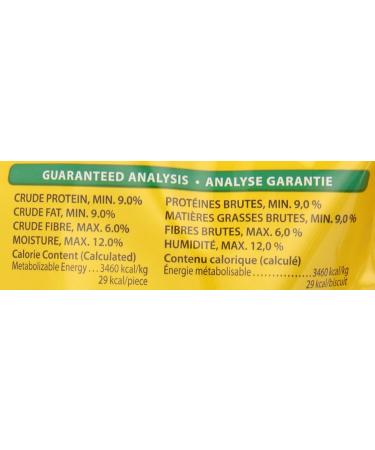 GUARANTEED ANALYSIS • ANALYSE GARANTIE
CRUDE PROTEIN, MIN. 9.0%
CRUDE FAT, MIN. 9.0%
CRUDE FIBRE, MAX. 6.0%
MOISTURE, MAX. 12.0%
Calorie Content (Calculated)
Metabolizable Energy ... 3460 kcal/kg
29 kcal/piece
PROTÉINES BRUTES, MIN. 9,0 %
MATIÈRES GRASSES BRUTES, MIN. 9,0 %
FIBRES BRUTES, MAX. 6,0 %
HUMIDITÉ, MAX. 12,0 %
Contenu calorique (calculé)
Énergie métabolisable ................ 3460 kcal/kg
29 kcal/biscuit